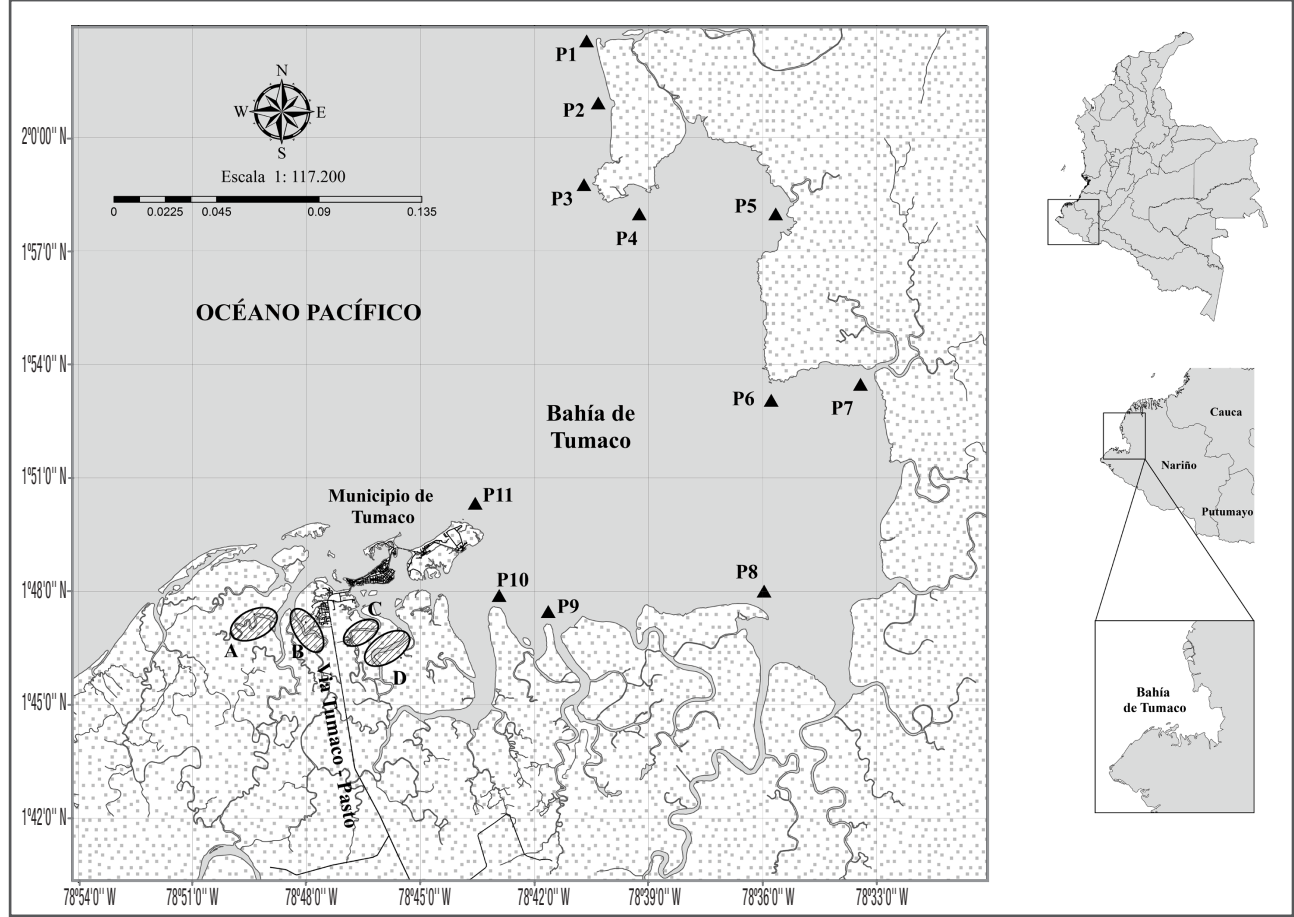 P1
N
P2
W E
2°0'00'' N
S
Escala 1: 117.200
P3
P5
0 0.0225 0.045 0.09 0.135
P4
1°57'0'' N
OCÉANO PACÍFICO
1°54'0'' N
P6
P7
Bahía de
Tumaco
Cauca
1°51'0'' N
Nariño
Municipio de
Tumaco
P11
Putumayo
P8
1°48'0'' N
P10
P9
C
A
B
D
Vía Tumaco - Pasto
Bahía
de Tumaco
1°45'0'' N
1°42'0'' N
78°54'0'' W 78°51'0'' W 78°48'0'' W 78°45'0'' W 78°42'0'' W 78°39'0'' W 78°36'0'' W 78°33'0'' W